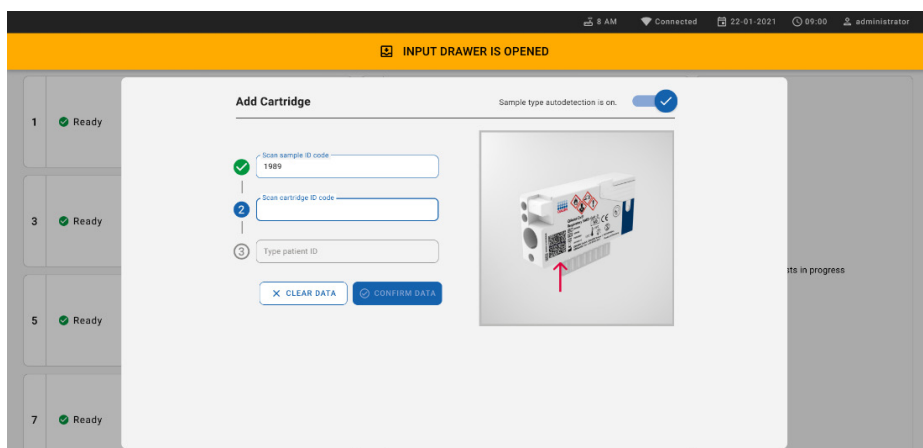 8 AM Connected 22-01-2021 09:00 administrator
INPUT DRAWER IS OPENED
Add Cartridge
Sample type autodetection is on.
1 Ready
Scan sample ID code
1989
Scan cartridge ID code
2
3 Ready
3 Type patient ID
sts in progress
CLEAR DATA CONFIRM DATA
5 Ready
7 Ready